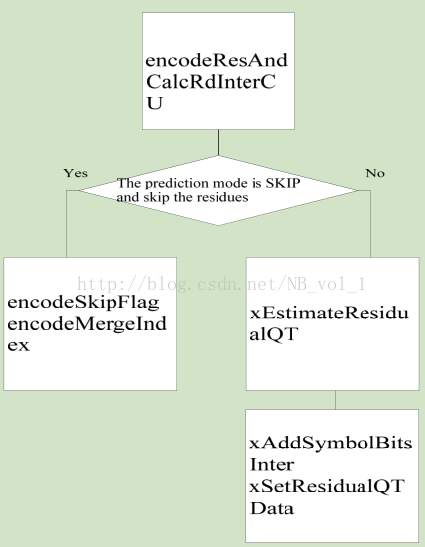 encodeResAnd
CalcRdInterC
U
Yes
No
The prediction mode is SKIP
and skip the residues
http://blog.csdn.net/NB_vol_1
encodeSkipFlag
encodeMergeInd
ex
xEstimateResidu
alQT
xAddSymbolBits
Inter
xSetResidualQT
Data